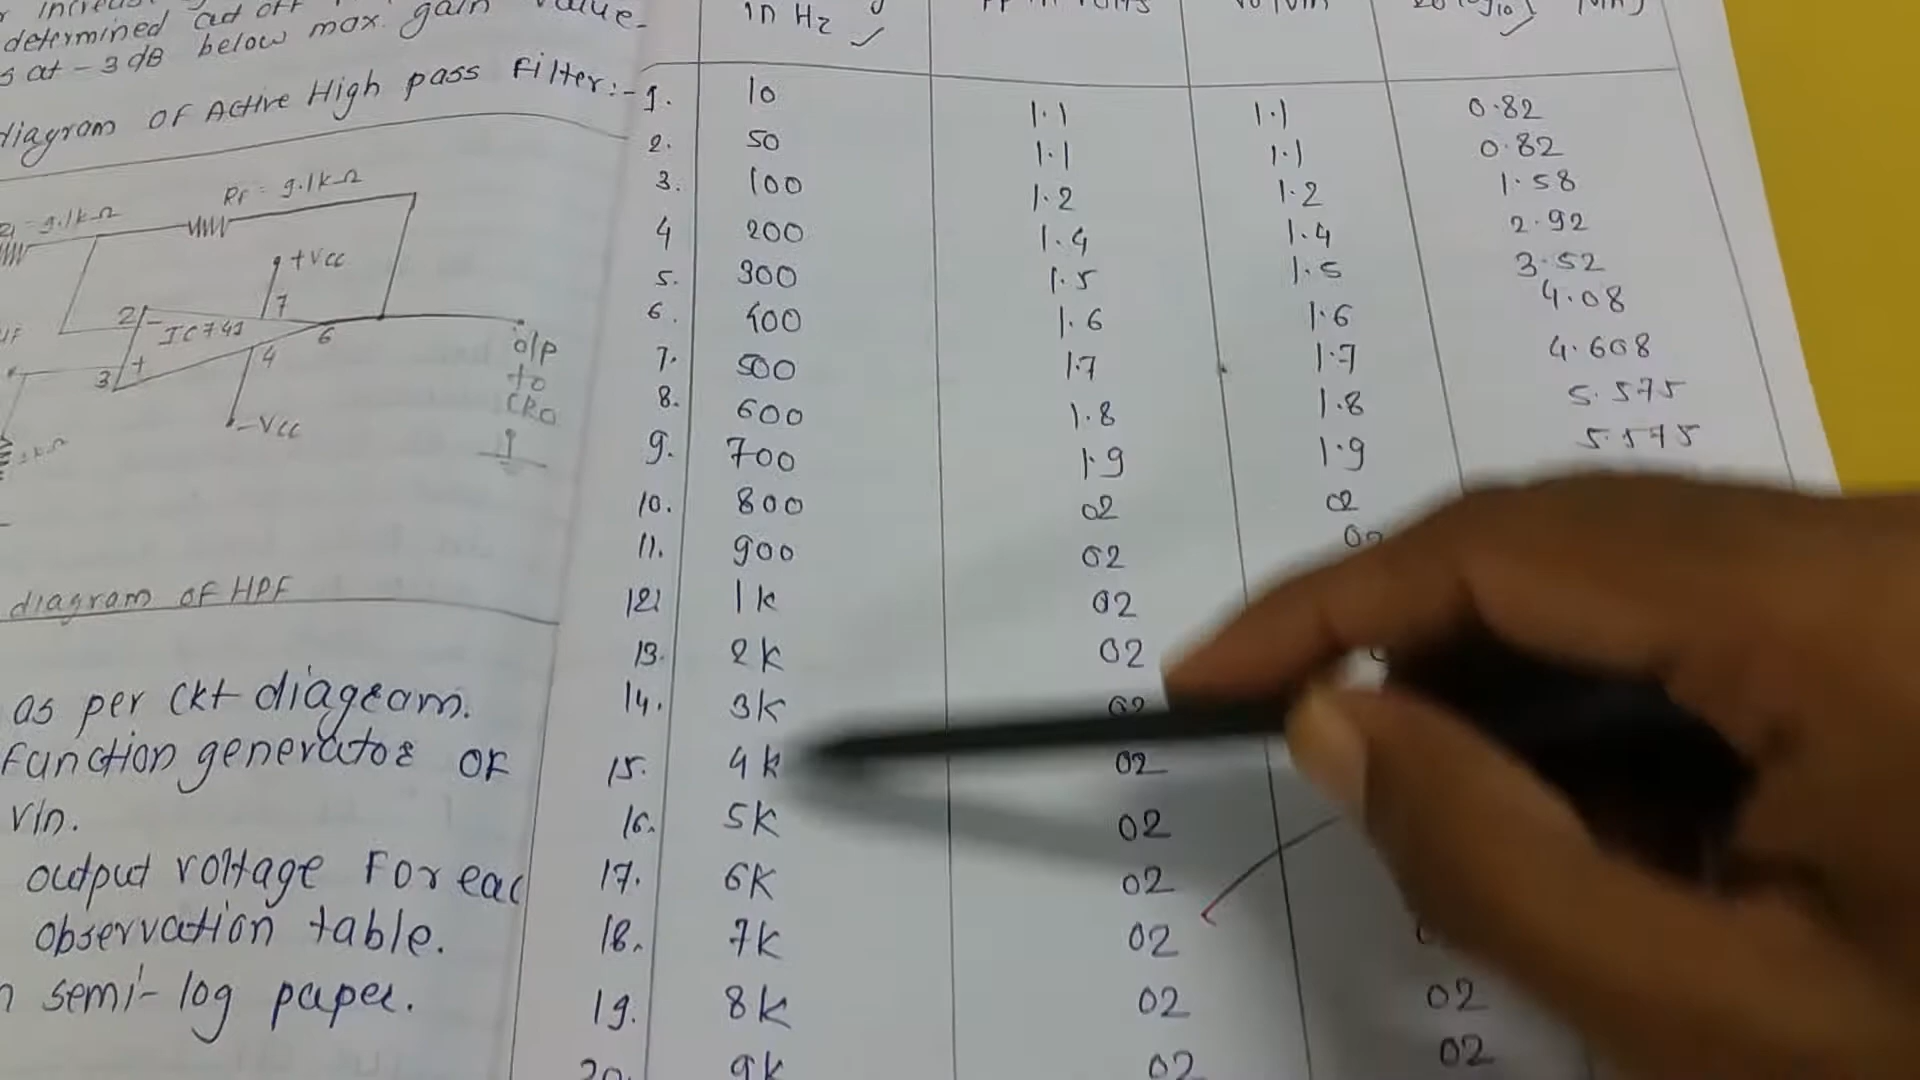 determined cut off
s at - 3dB below max. gain value.
diagram OF Active High pass Filter:-
Rf = 9.1kΩ
9.1kΩ
+Vcc
2
-
7
IC741
6
3
+
4
-Vcc
o/p
to
CRO
diagram OF HPF
as per ckt diagram.
Function generator OR
Vin.
output voltage For eac
observation table.
semi-log paper.
in Hz
1. 10 1.1 1.1 0.82
2. 50 1.1 1.1 0.82
3. 100 1.2 1.2 1.58
4 200 1.4 1.4 2.92
5. 300 1.5 1.5 3.52
6. 400 1.6 1.6 4.08
7. 500 1.7 1.7 4.608
8. 600 1.8 1.8 5.575
9. 700 1.9 1.9 5.575
10. 800 02 02
11. 900 02 02
12 1k 02
13. 2k 02
14. 3k 02
15. 4k 02
16. 5k 02
17. 6k 02
18. 7k 02
19. 8k 02 02
20. 9k 02 02